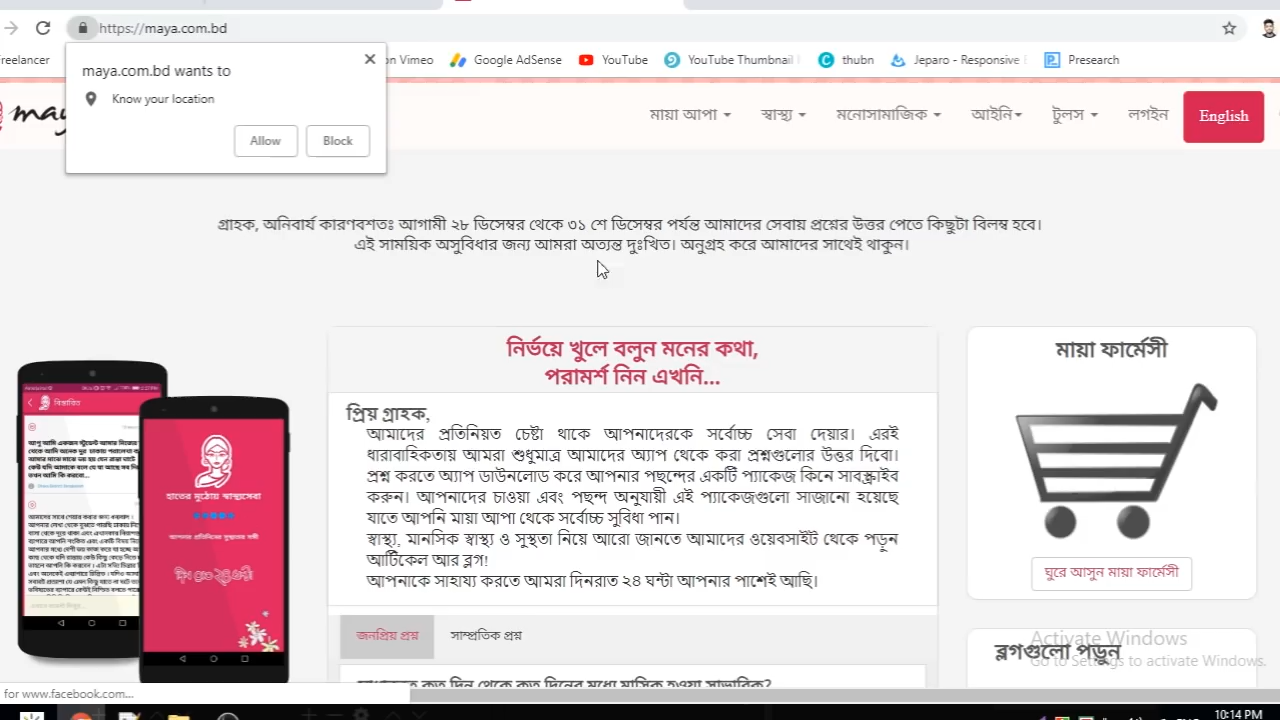 https://maya.com.bd
reelancer
on Vimeo
Google AdSense
YouTube
YouTube Thumbnail
thubn
Jeparo - Responsive
Presearch
maya.com.bd wants to
Know your location
Allow
Block
মায়া আপা
স্বাস্থ্য
মনোসামাজিক
আইনি
টুলস
লগইন
English
গ্রাহক, অনিবার্য কারণবশতঃ আগামী ২৮ ডিসেম্বর থেকে ৩১ শে ডিসেম্বর পর্যন্ত আমাদের সেবায় প্রশ্নের উত্তর পেতে কিছুটা বিলম্ব হবে।
এই সাময়িক অসুবিধার জন্য আমরা অত্যন্ত দুঃখিত। অনুগ্রহ করে আমাদের সাথেই থাকুন।
নির্ভয়ে খুলে বলুন মনের কথা,
পরামর্শ নিন এখনি...
প্রিয় গ্রাহক,
আমাদের প্রতিনিয়ত চেষ্টা থাকে আপনাদেরকে সর্বোচ্চ সেবা দেয়ার। এরই
ধারাবাহিকতায় আমরা শুধুমাত্র আমাদের অ্যাপ থেকে করা প্রশ্নগুলোর উত্তর দিবো।
প্রশ্ন করতে অ্যাপ ডাউনলোড করে আপনার পছন্দের একটি প্যাকেজ কিনে সাবস্ক্রাইব
করুন। আপনাদের চাওয়া এবং পছন্দ অনুযায়ী এই প্যাকেজগুলো সাজানো হয়েছে
যাতে আপনি মায়া আপা থেকে সর্বোচ্চ সুবিধা পান।
স্বাস্থ্য, মানসিক স্বাস্থ্য ও সুস্থতা নিয়ে আরো জানতে আমাদের ওয়েবসাইট থেকে পড়ুন
আর্টিকেল আর ব্লগ!
আপনাকে সাহায্য করতে আমরা দিনরাত ২৪ ঘন্টা আপনার পাশেই আছি।
জনপ্রিয় প্রশ্ন
সাম্প্রতিক প্রশ্ন
কত দিন থেকে কত দিনের মধ্যে মাসিক হওয়া সাভাবিক?
মায়া ফার্মেসী
ঘুরে আসুন মায়া ফার্মেসী
ব্লগগুলো পড়ুন
Activate Windows
Go to Settings to activate Windows.
বিস্তারিত
হাতের মুঠোয় স্বাস্থ্যসেবা
for www.facebook.com...
10:14 PM